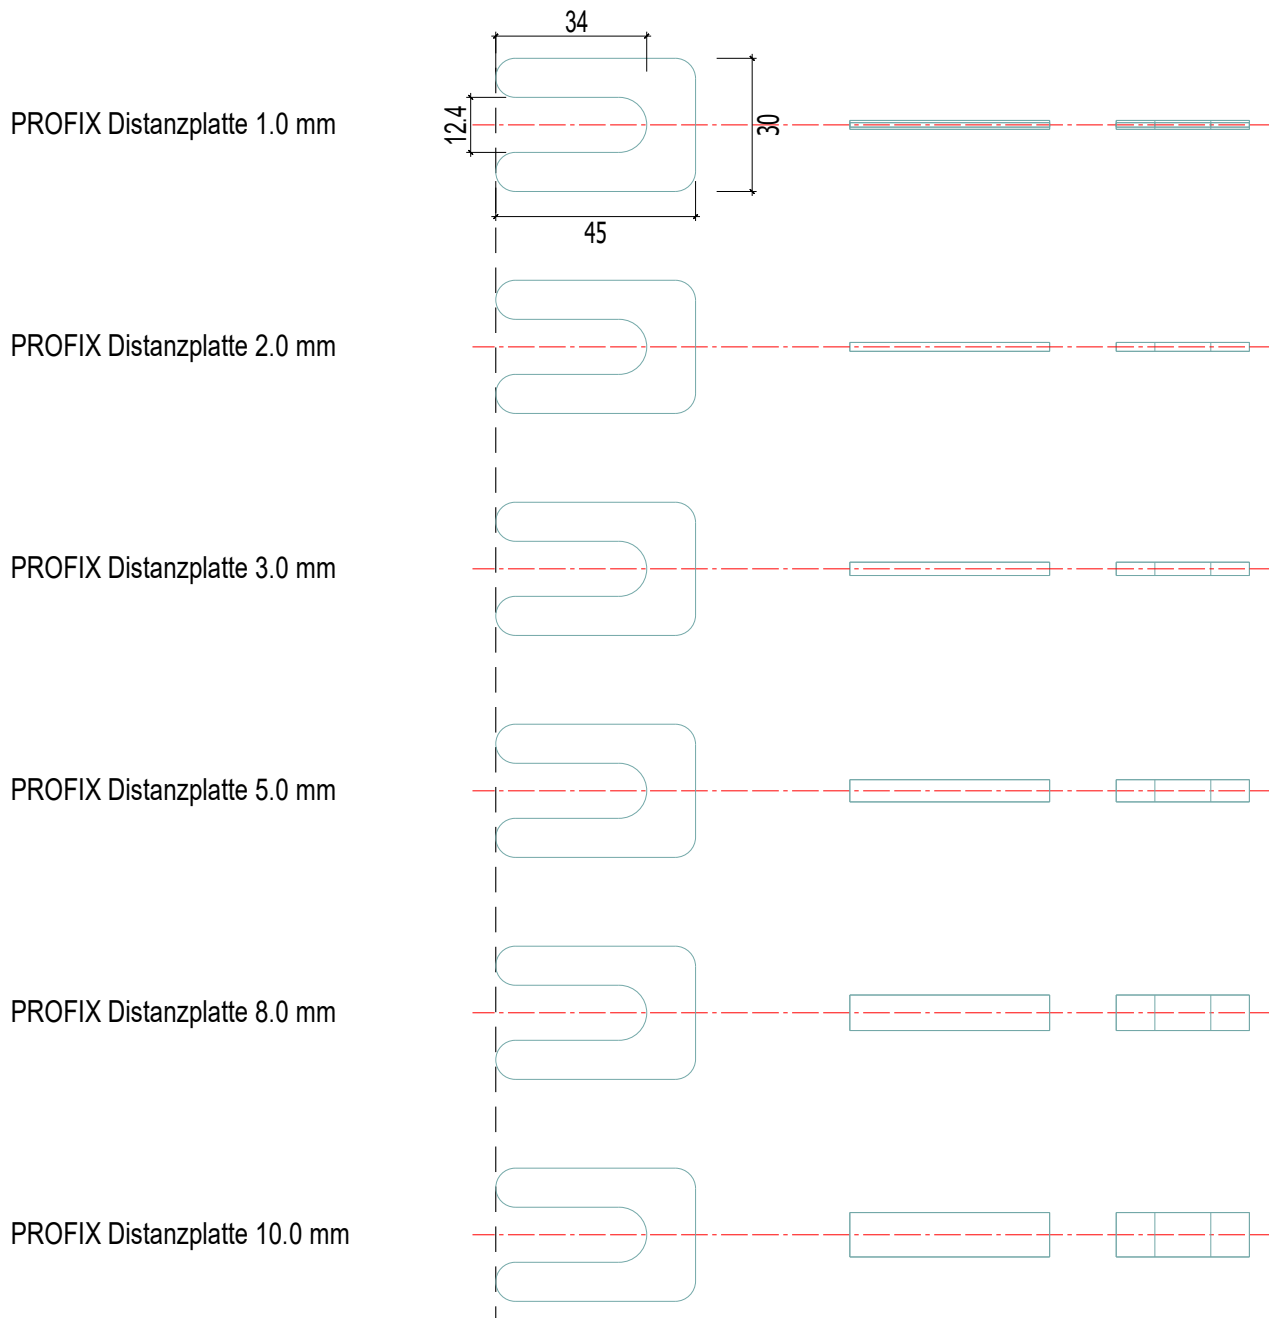 34
PROFIX Distanzplatte 1.0 mm
12.4
30
45
PROFIX Distanzplatte 2.0 mm
PROFIX Distanzplatte 3.0 mm
PROFIX Distanzplatte 5.0 mm
PROFIX Distanzplatte 8.0 mm
PROFIX Distanzplatte 10.0 mm